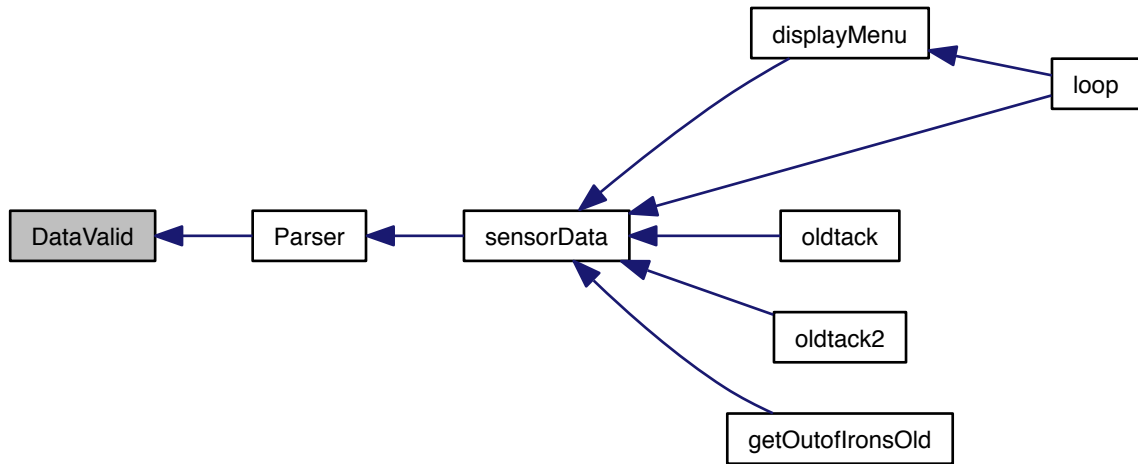 displayMenu
loop
DataValid
Parser
sensorData
oldtack
oldtack2
getOutofIronsOld